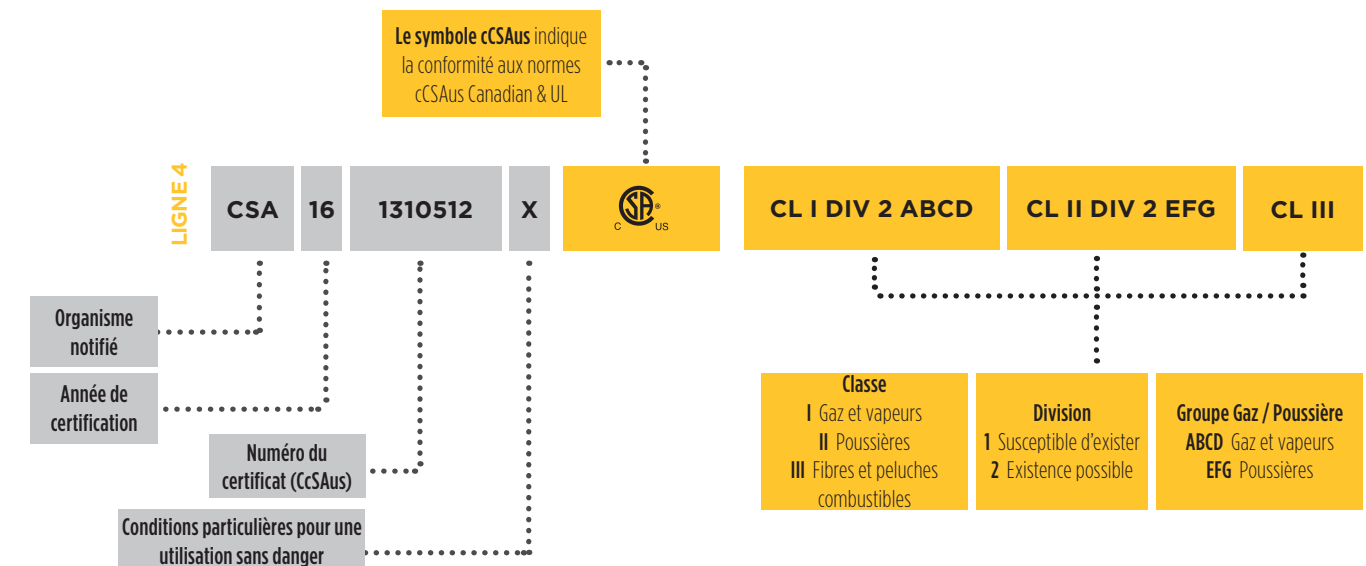 Le symbole cCSAus indique
la conformité aux normes
cCSAus Canadian & UL
LIGNE 4
CSA
16
1310512
X
CSA ®
C US
CL I DIV 2 ABCD
CL II DIV 2 EFG
CL III
Organisme
notifié
Année de
certification
Numéro du
certificat (CcSAus)
Conditions particulières pour une
utilisation sans danger
Classe
I Gaz et vapeurs
II Poussières
III Fibres et peluches
combustibles
Division
1 Susceptible d'exister
2 Existence possible
Groupe Gaz / Poussière
ABCD Gaz et vapeurs
EFG Poussières